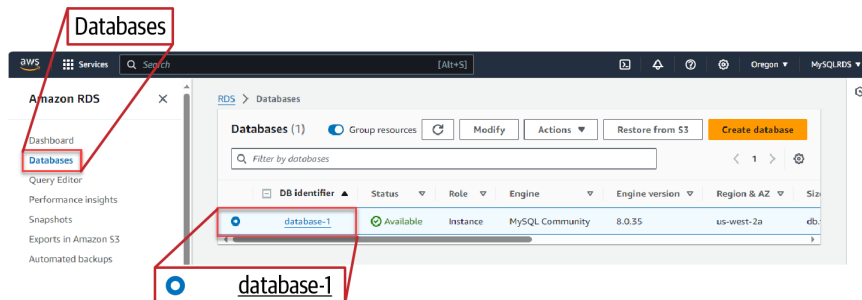 Databases
aws Services Search [Alt+S] Oregon MySQLRDS
Amazon RDS
RDS > Databases
Databases (1) Group resources Modify Actions Restore from S3 Create database
Filter by databases
1
Dashboard
Databases
Query Editor
Performance insights
Snapshots
Exports in Amazon S3
Automated backups
DB identifier Status Role Engine Engine version Region & AZ Siz
database-1 Available Instance MySQL Community 8.0.35 us-west-2a db.
database-1